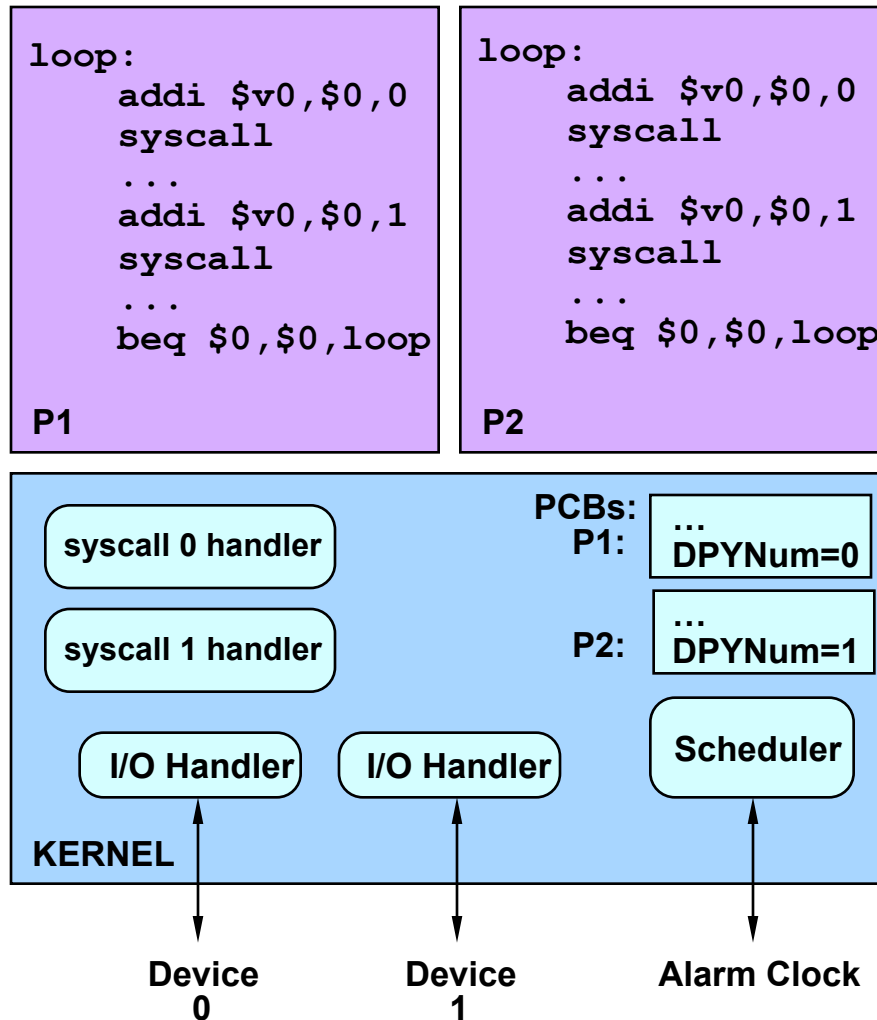 loop:
addi $v0,$0,0
syscall
...
addi $v0,$0,1
syscall
...
beq $0,$0,loop
P1
loop:
addi $v0,$0,0
syscall
...
addi $v0,$0,1
syscall
...
beq $0,$0,loop
P2
syscall 0 handler
syscall 1 handler
PCBs:
P1:
...
DPYNum=0
P2:
...
DPYNum=1
I/O Handler
I/O Handler
Scheduler
KERNEL
Device
0
Device
1
Alarm Clock